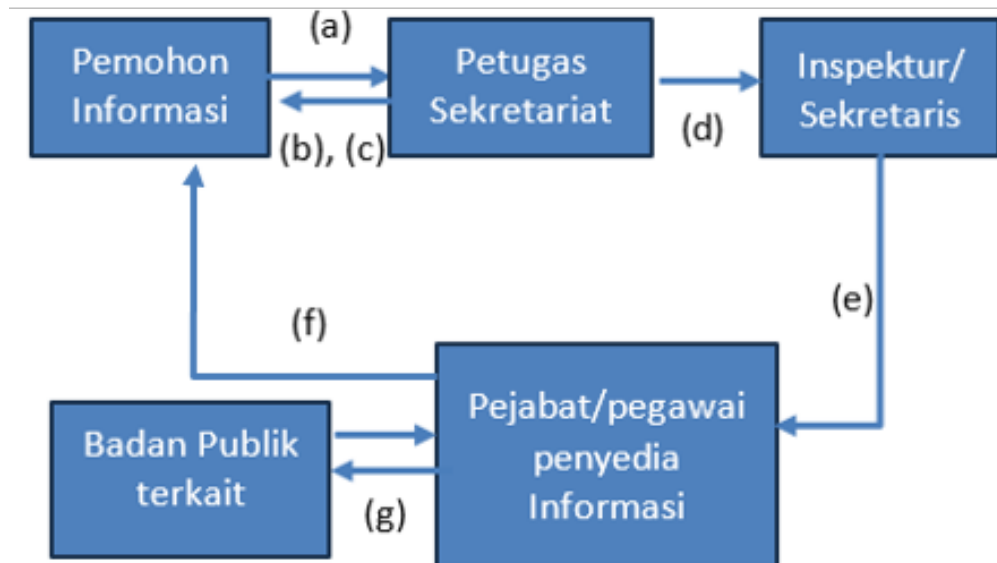 (a)
Pemohon
Informasi
Petugas
Sekretariat
Inspektur/
Sekretaris
(b), (c)
(d)
(e)
(f)
Pejabat/pegawai
penyedia
Informasi
Badan Publik
terkait
(g)